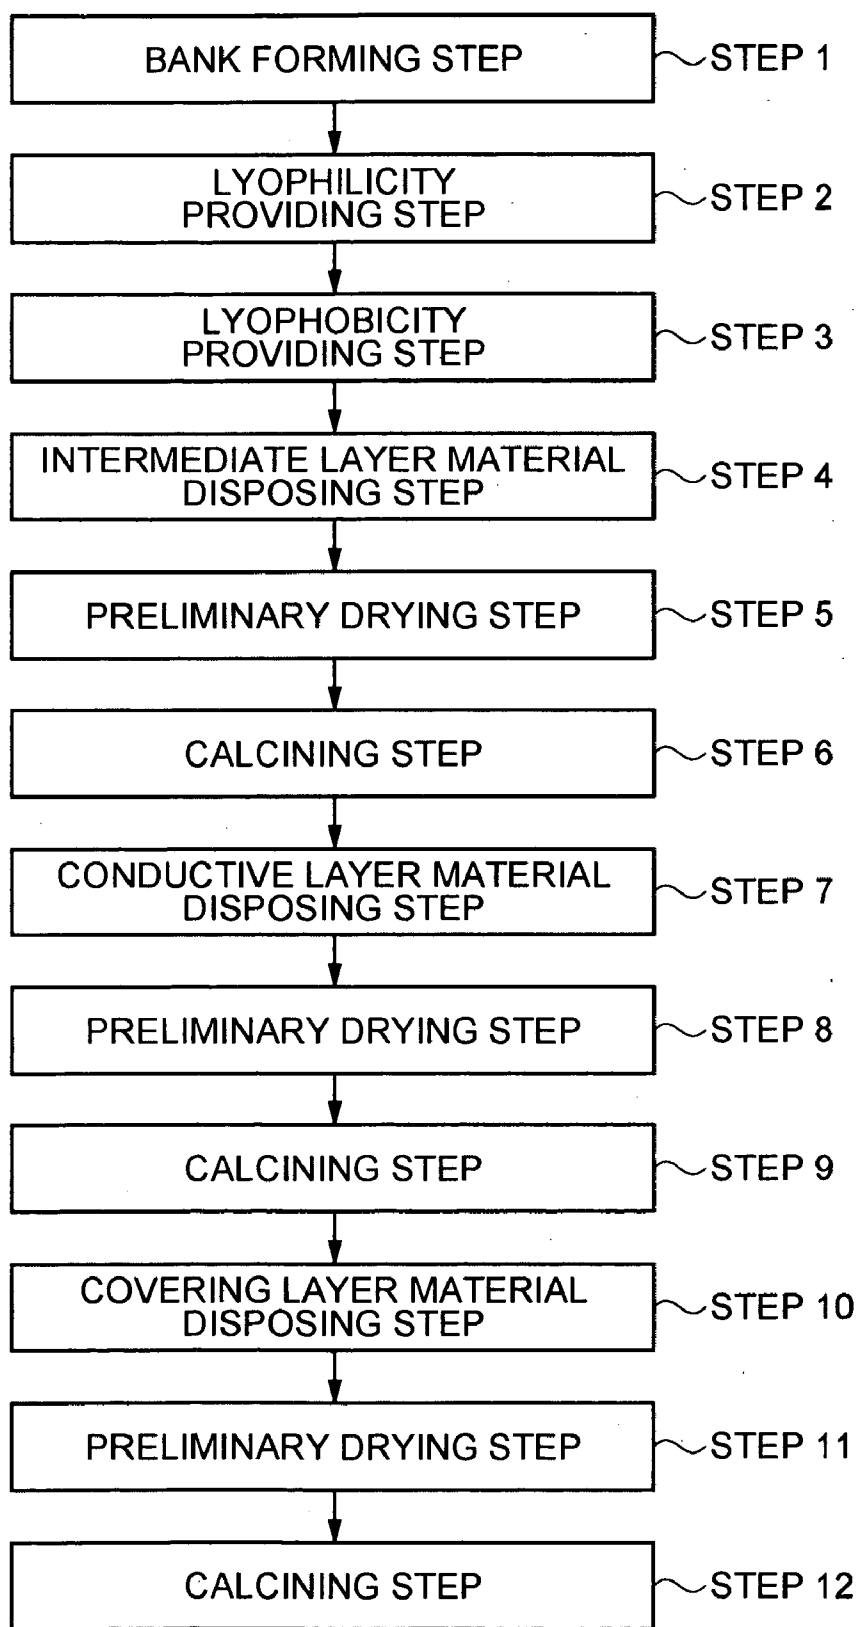 BANK FORMING STEP STEP 1
LYOPHILICITY
PROVIDING STEP STEP 2
LYOPHOBICITY
PROVIDING STEP STEP 3
INTERMEDIATE LAYER MATERIAL
DISPOSING STEP STEP 4
PRELIMINARY DRYING STEP STEP 5
CALCINING STEP STEP 6
CONDUCTIVE LAYER MATERIAL
DISPOSING STEP STEP 7
PRELIMINARY DRYING STEP STEP 8
CALCINING STEP STEP 9
COVERING LAYER MATERIAL
DISPOSING STEP STEP 10
PRELIMINARY DRYING STEP STEP 11
CALCINING STEP STEP 12